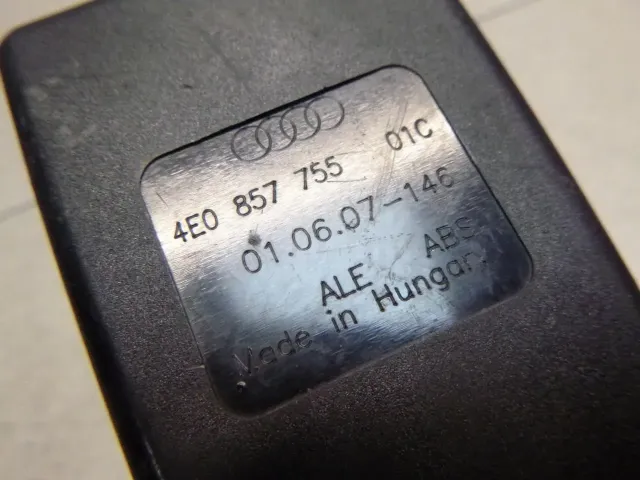 4E0 857 755 01C
01.06.07-146
ALE ABS
Made in Hungary